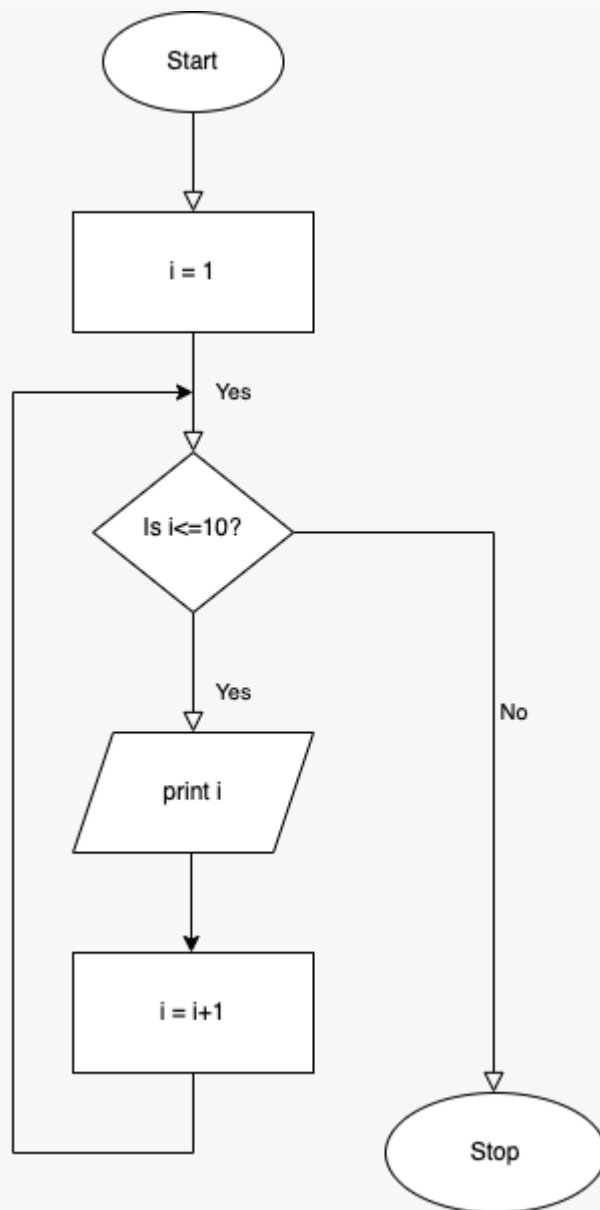 Start
i = 1
Yes
Is i<=10?
Yes
No
print i
i = i+1
Stop